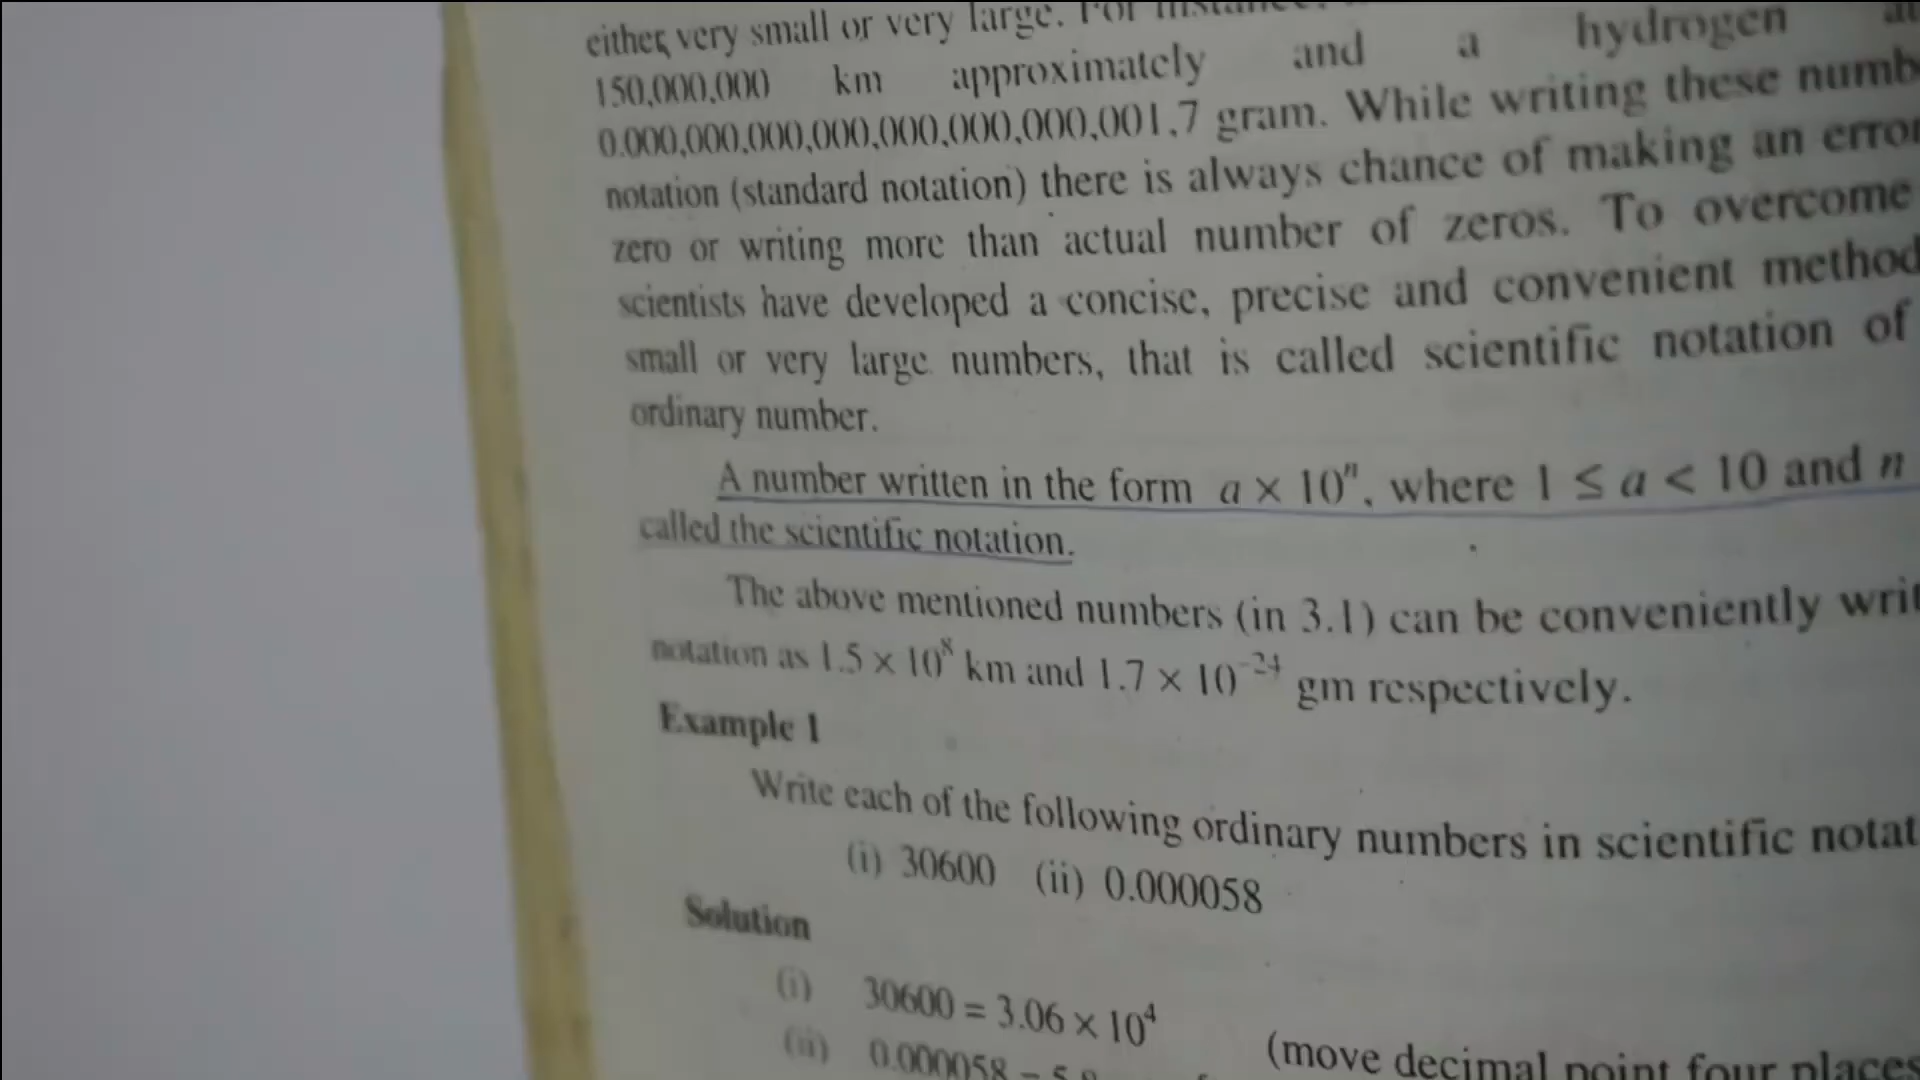 either very small or very large. For instance,
150,000,000 km approximately and a hydrogen
0.000,000,000,000,000,000,000,001,7 gram. While writing these numb
notation (standard notation) there is always chance of making an error
zero or writing more than actual number of zeros. To overcome
scientists have developed a concise, precise and convenient method
small or very large numbers, that is called scientific notation of
ordinary number.
A number written in the form a × 10ⁿ, where 1 ≤ a < 10 and n
called the scientific notation.
The above mentioned numbers (in 3.1) can be conveniently writ
notation as 1.5 × 10⁸ km and 1.7 × 10⁻²⁴ gm respectively.
Example 1
Write each of the following ordinary numbers in scientific notat
(i) 30600 (ii) 0.000058
Solution
(i) 30600 = 3.06 × 10⁴ (move decimal point four places
(ii) 0.000058